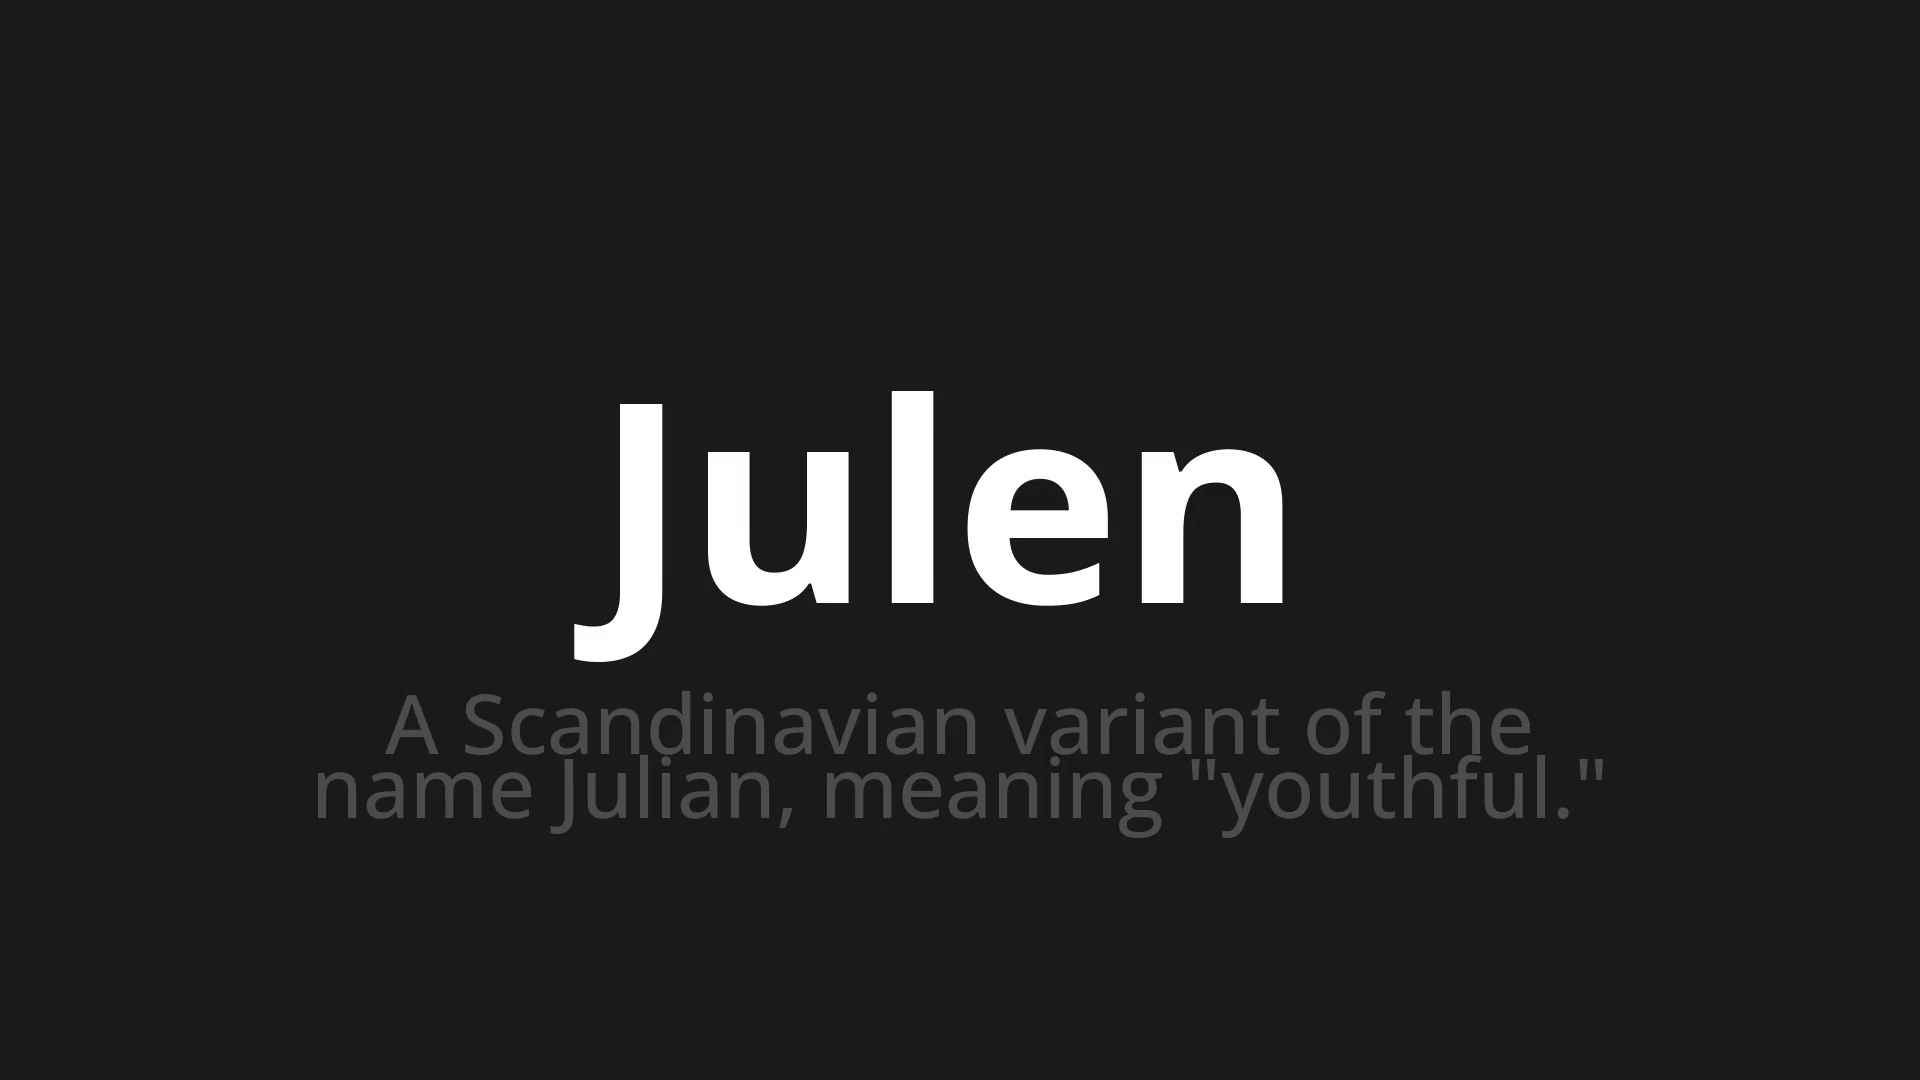 Julen
A Scandinavian variant of the
name Julian, meaning "youthful."